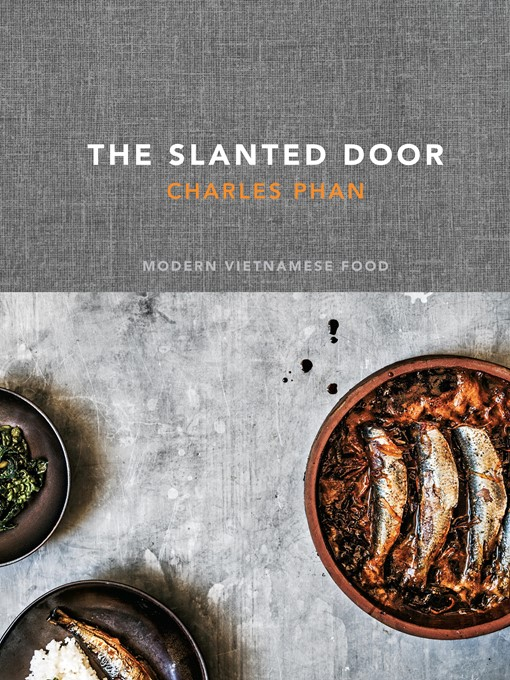 THE SLANTED DOOR
CHARLES PHAN
MODERN VIETNAMESE FOOD